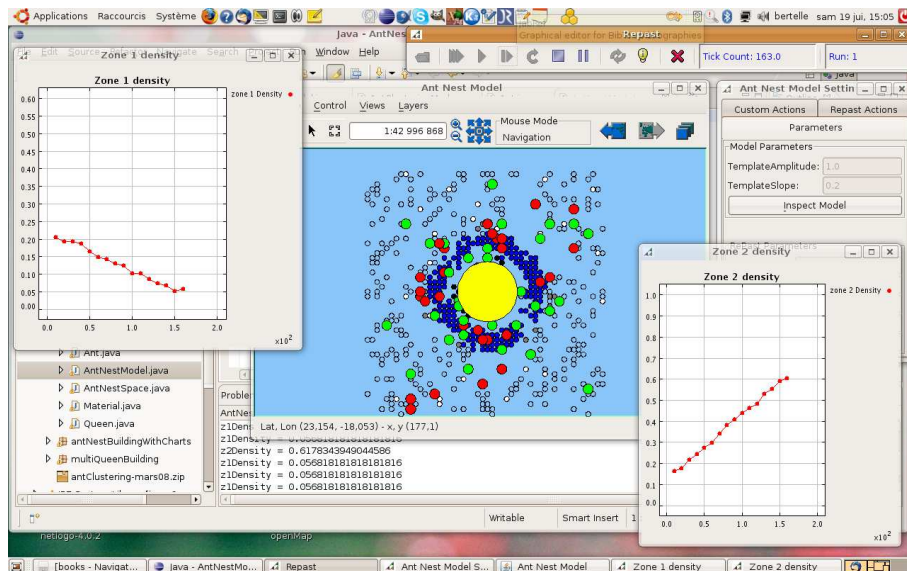 Applications Raccourcis Système
bertelle sam 19 jui, 15:05
Java - AntNes
Window Help
Graphical editor for Bib ographies
Repast
Tick Count: 163.0
Run: 1
Zone 1 density
Zone 1 density
zone 1 Density
0.60
0.55
0.50
0.45
0.40
0.35
0.30
0.25
0.20
0.15
0.10
0.05
0.00
0.0 0.5 1.0 1.5 2.0
x10²
Ant Nest Model
Control Views Layers
1:42 996 868
Mouse Mode
Navigation
Lat, Lon (23,154, -18,053) - x, y (177,1)
Ant Nest Model Settin
Custom Actions
Repast Actions
Parameters
Model Parameters
TemplateAmplitude: 1.0
TemplateSlope: 0.2
Inspect Model
Repast Parameters
Zone 2 density
Zone 2 density
zone 2 Density
1.0
0.9
0.8
0.7
0.6
0.5
0.4
0.3
0.2
0.1
0.0
0.0 0.5 1.0 1.5 2.0
x10²
Ant.java
AntNestModel.java
AntNestSpace.java
Material.java
Queen.java
antNestBuildingWithCharts
multiQueenBuilding
antClustering-mars08.zip
Proble
AntNes
z1Dens
z2Density = 0.6178343949044586
z1Density = 0.056818181818181816
z1Density = 0.056818181818181816
z1Density = 0.056818181818181816
Writable
Smart Insert
netlogo-4.0.2
openMap
[books - Navigat...
Java - AntNestMo...
Repast
Ant Nest Model S...
Ant Nest Model
Zone 1 density
Zone 2 density